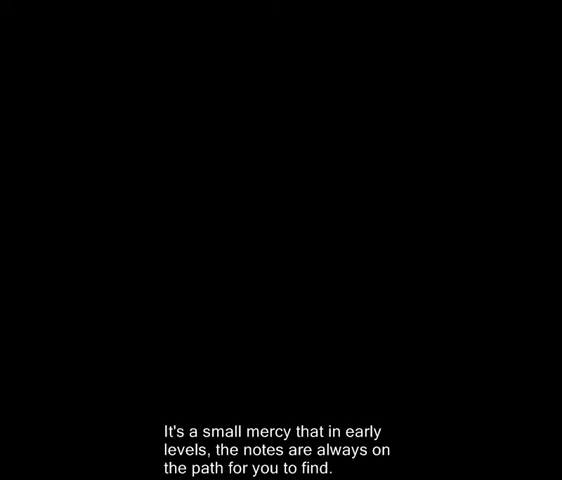 It's a small mercy that in early
levels, the notes are always on
the path for you to find.